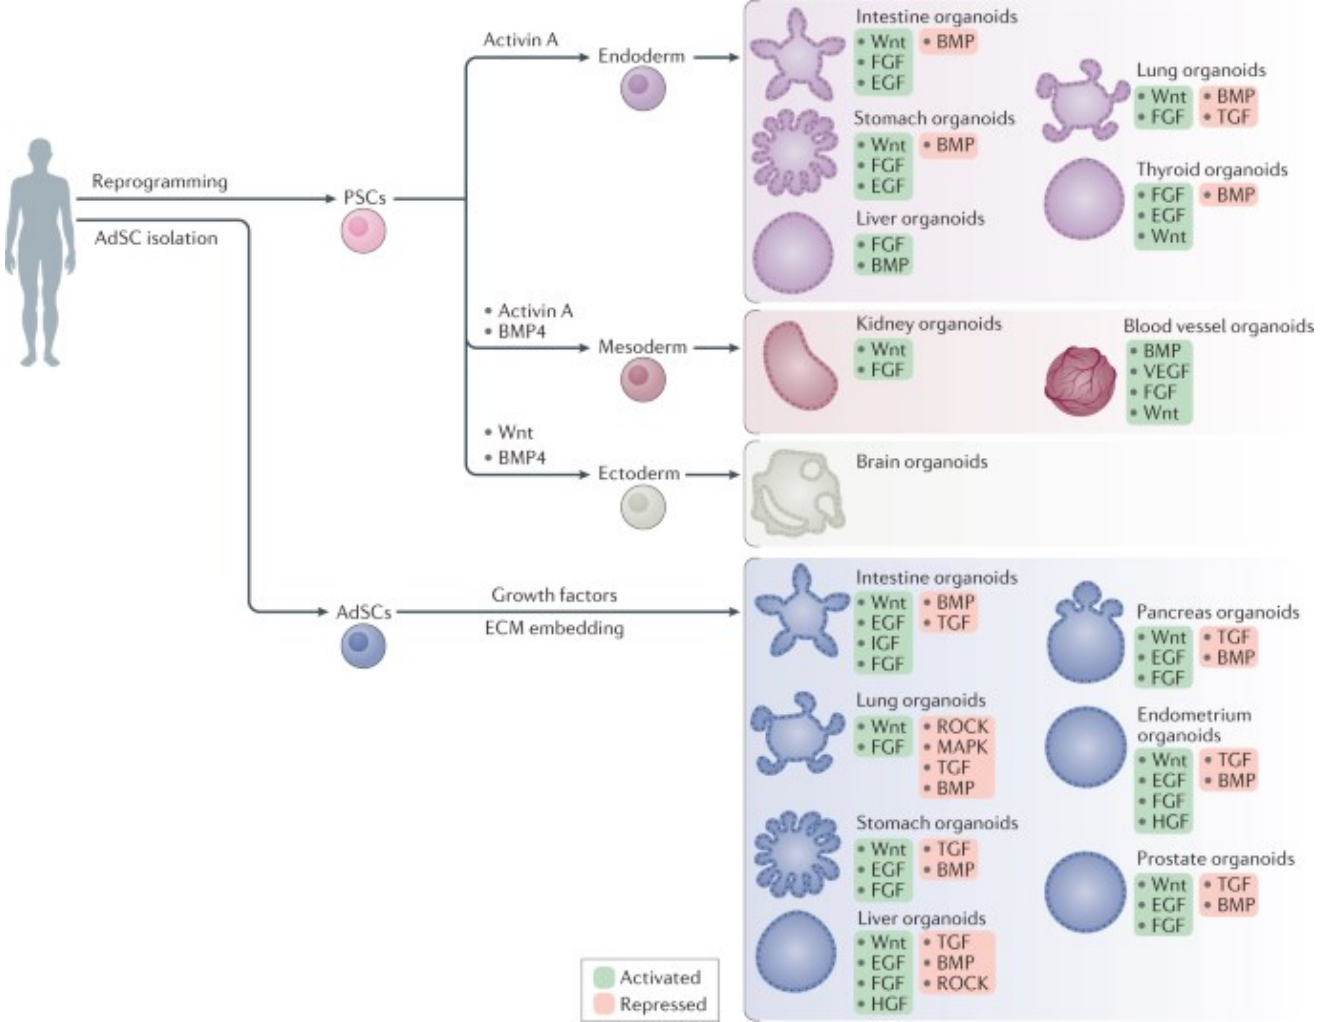 Reprogramming
AdSC isolation
PSCs
Activin A
Endoderm
• Activin A
• BMP4
Mesoderm
• Wnt
• BMP4
Ectoderm
AdSCs
Growth factors
ECM embedding
Intestine organoids
• Wnt
• FGF
• EGF
• BMP
Stomach organoids
• Wnt
• FGF
• EGF
• BMP
Liver organoids
• FGF
• BMP
Lung organoids
• Wnt
• FGF
• BMP
• TGF
Thyroid organoids
• FGF
• EGF
• Wnt
• BMP
Kidney organoids
• Wnt
• FGF
Blood vessel organoids
• BMP
• VEGF
• FGF
• Wnt
Brain organoids
Intestine organoids
• Wnt
• EGF
• IGF
• FGF
• BMP
• TGF
Lung organoids
• Wnt
• FGF
• ROCK
• MAPK
• TGF
• BMP
Stomach organoids
• Wnt
• EGF
• FGF
• TGF
• BMP
Liver organoids
• Wnt
• EGF
• FGF
• HGF
• TGF
• BMP
• ROCK
Pancreas organoids
• Wnt
• EGF
• FGF
• TGF
• BMP
Endometrium
organoids
• Wnt
• EGF
• FGF
• HGF
• TGF
• BMP
Prostate organoids
• Wnt
• EGF
• FGF
• TGF
• BMP
Activated
Repressed